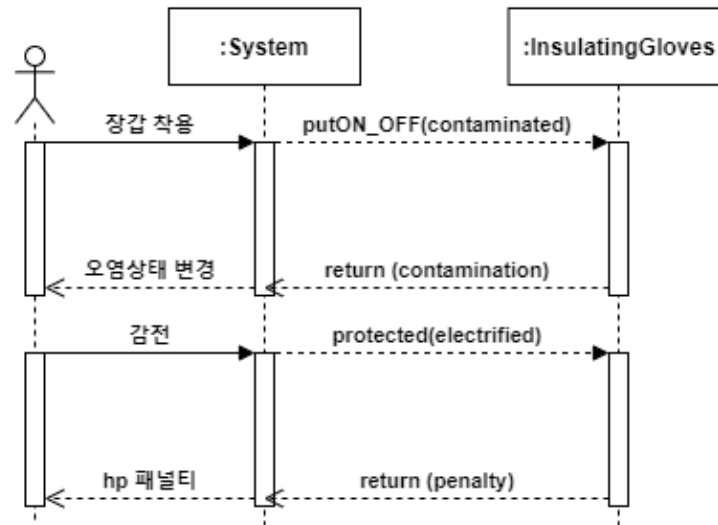 :System
:InsulatingGloves
장갑 착용
putON_OFF(contaminated)
오염상태 변경
return (contamination)
감전
protected(electrified)
hp 패널티
return (penalty)